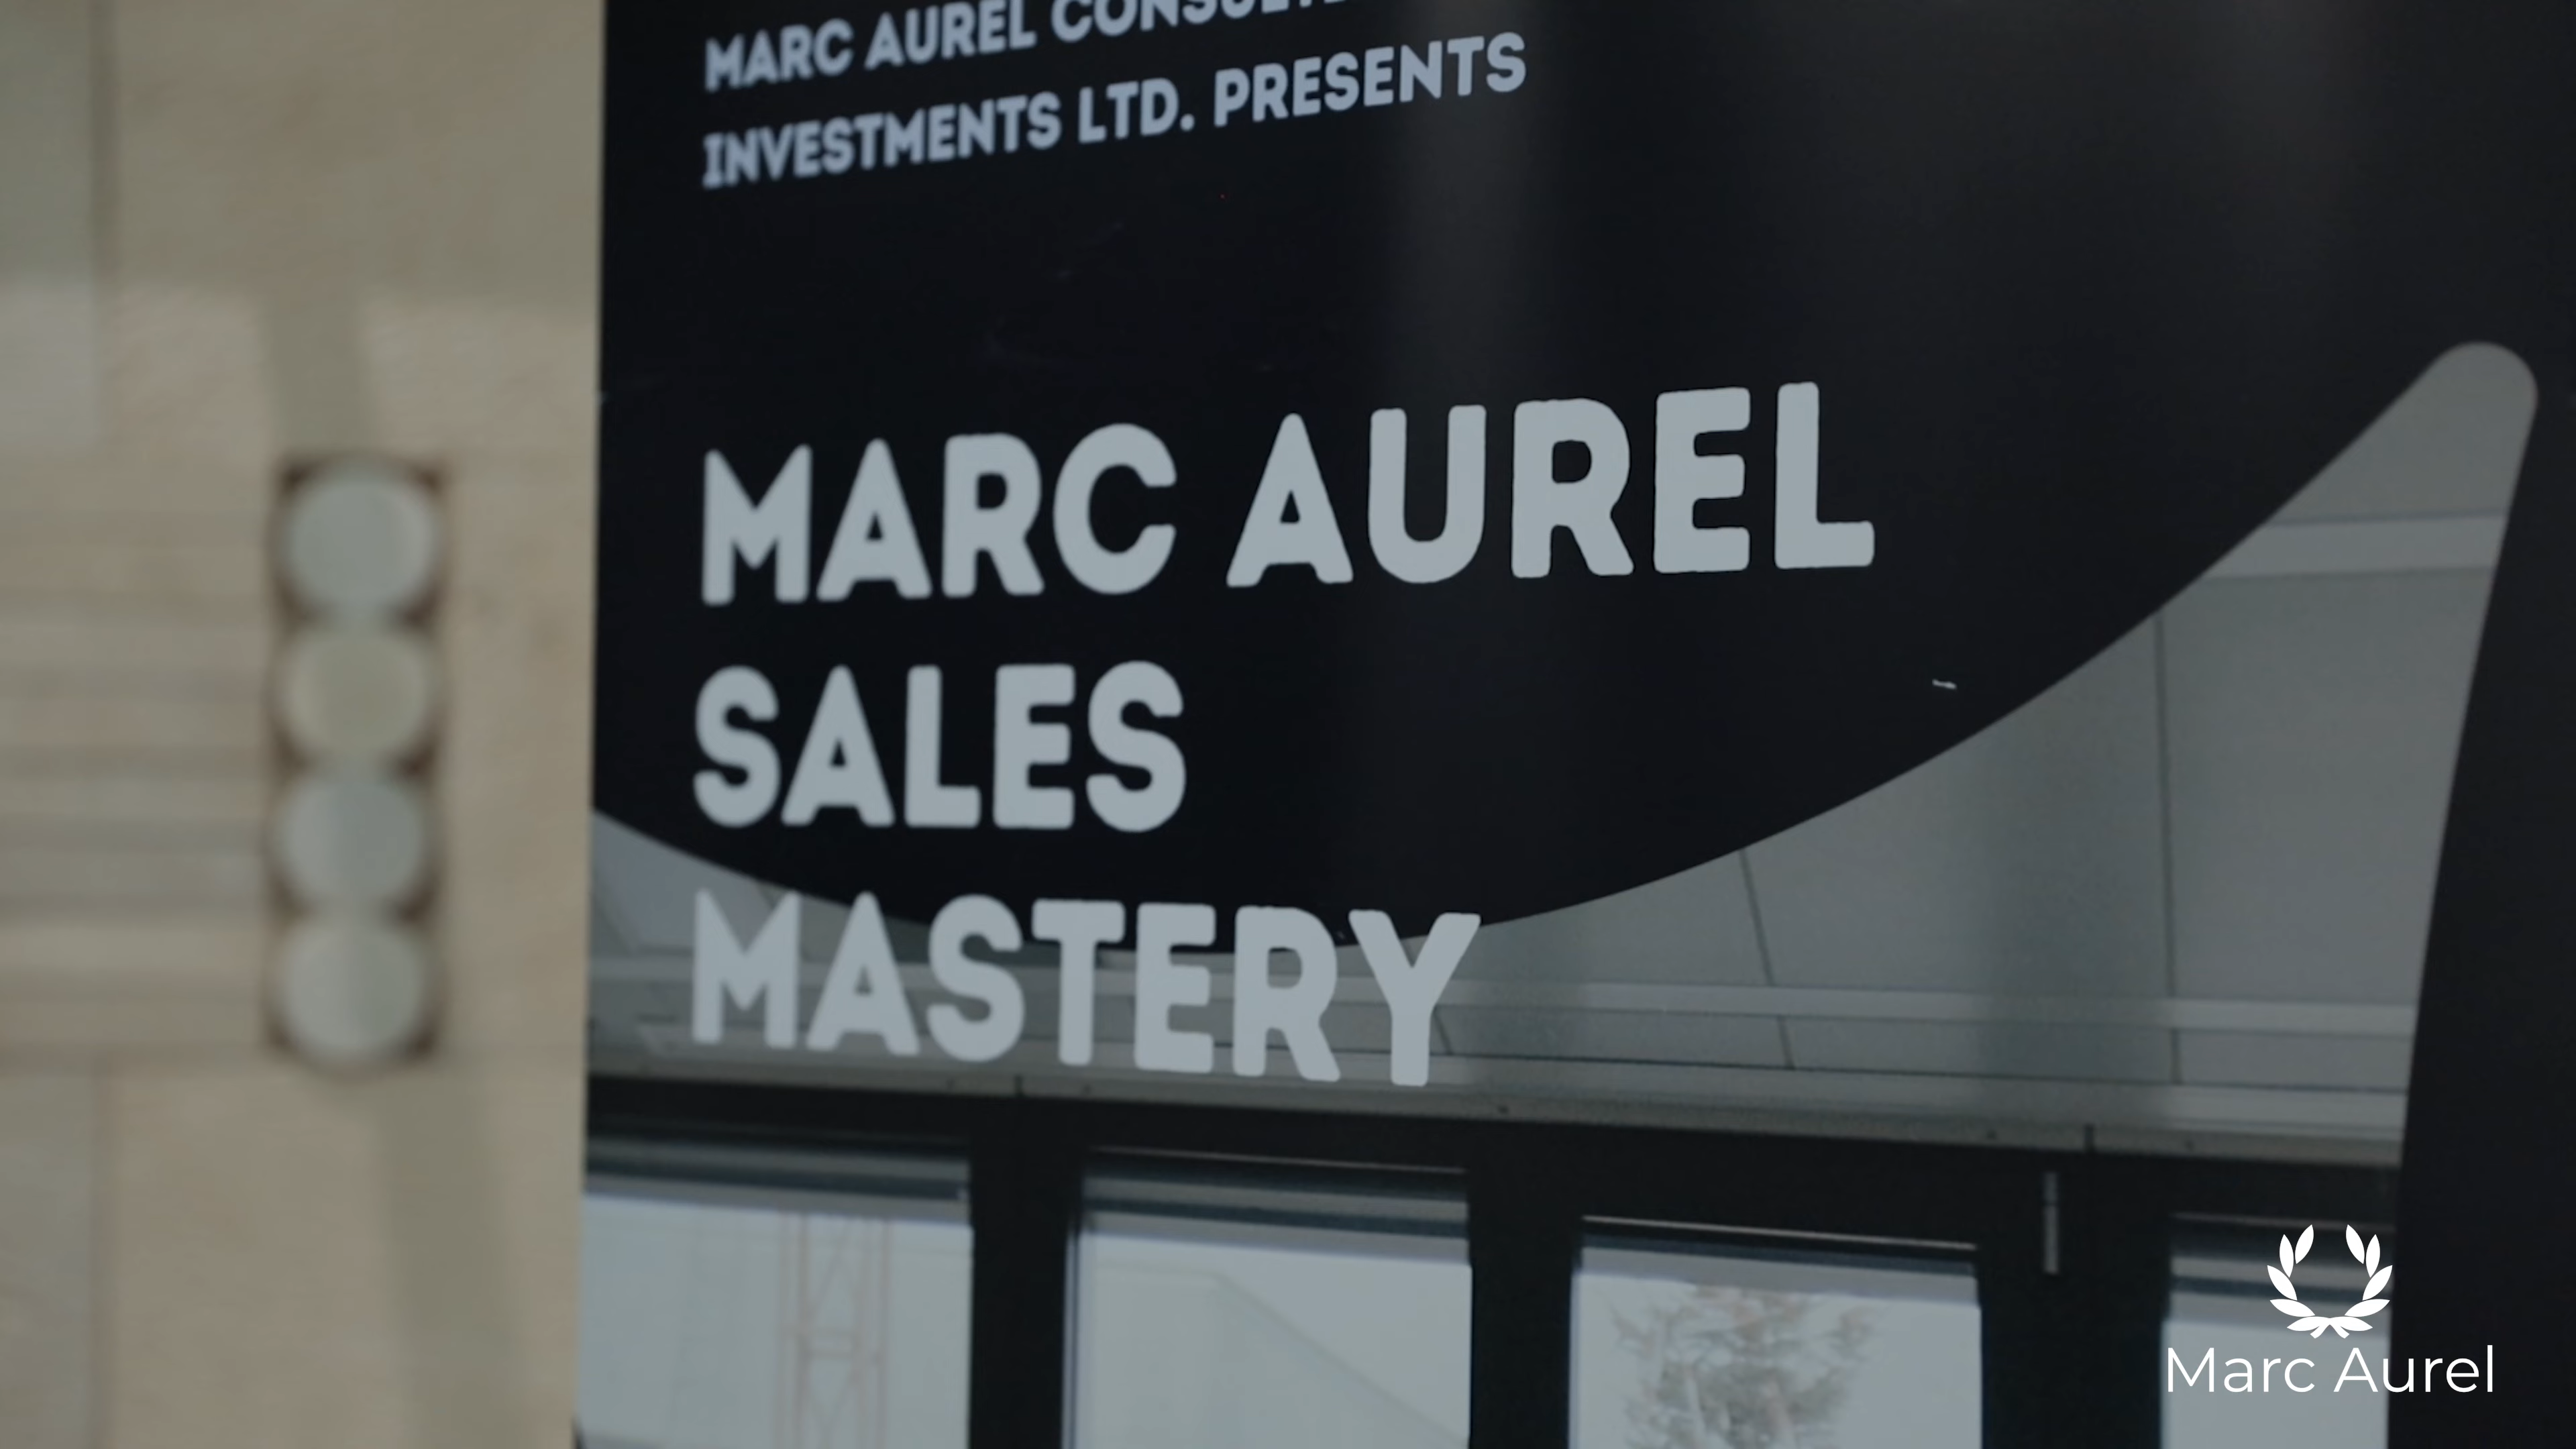 MARC AUREL
INVESTMENTS LTD. PRESENTS
MARC AUREL
SALES
MASTERY
Marc Aurel